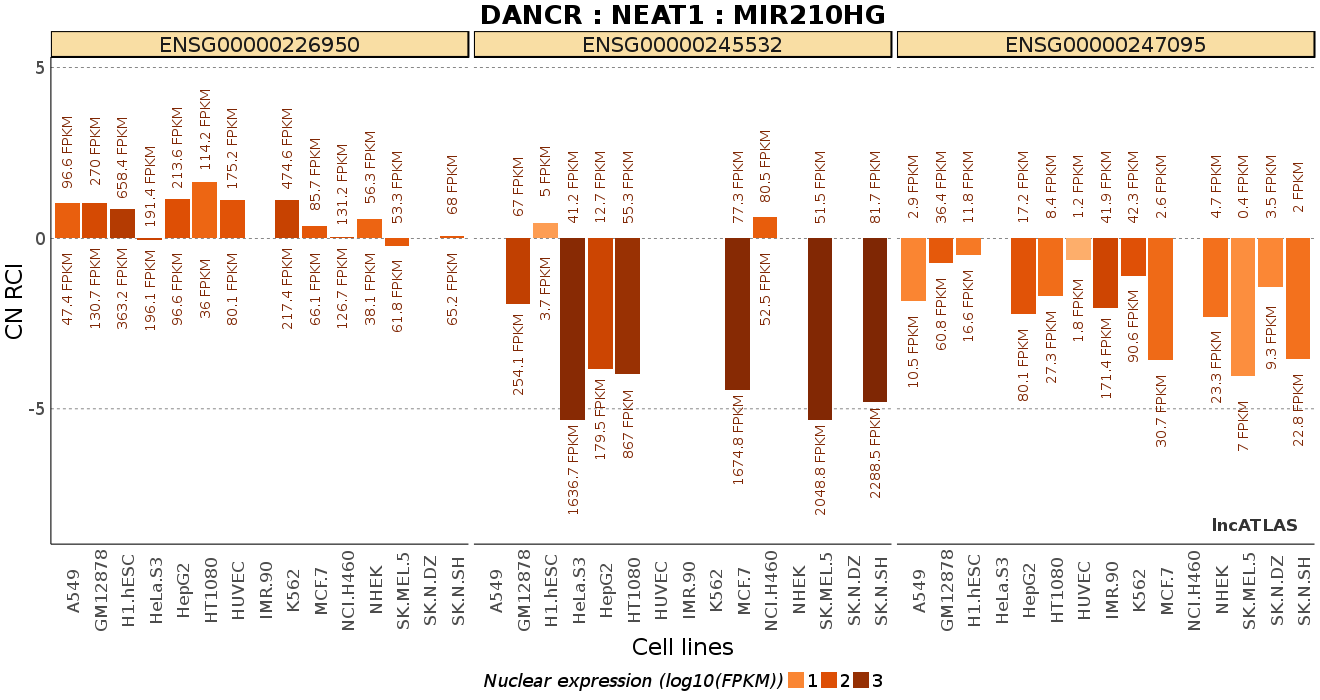 DANCR : NEAT1 : MIR210HG
ENSG00000226950 ENSG00000245532 ENSG00000247095
CN RCI
5
0
-5
96.6 FPKM
270 FPKM
658.4 FPKM
191.4 FPKM
213.6 FPKM
114.2 FPKM
175.2 FPKM
474.6 FPKM
85.7 FPKM
131.2 FPKM
56.3 FPKM
53.3 FPKM
68 FPKM
47.4 FPKM
130.7 FPKM
363.2 FPKM
196.1 FPKM
96.6 FPKM
36 FPKM
80.1 FPKM
217.4 FPKM
66.1 FPKM
126.7 FPKM
38.1 FPKM
61.8 FPKM
65.2 FPKM
67 FPKM
5 FPKM
41.2 FPKM
12.7 FPKM
55.3 FPKM
77.3 FPKM
80.5 FPKM
51.5 FPKM
81.7 FPKM
254.1 FPKM
3.7 FPKM
1636.7 FPKM
179.5 FPKM
867 FPKM
1674.8 FPKM
52.5 FPKM
2048.8 FPKM
2288.5 FPKM
2.9 FPKM
36.4 FPKM
11.8 FPKM
17.2 FPKM
8.4 FPKM
1.2 FPKM
41.9 FPKM
42.3 FPKM
2.6 FPKM
4.7 FPKM
0.4 FPKM
3.5 FPKM
2 FPKM
10.5 FPKM
60.8 FPKM
16.6 FPKM
80.1 FPKM
27.3 FPKM
1.8 FPKM
171.4 FPKM
90.6 FPKM
30.7 FPKM
23.3 FPKM
7 FPKM
9.3 FPKM
22.8 FPKM
lncATLAS
A549
GM12878
H1.hESC
HeLa.S3
HepG2
HT1080
HUVEC
IMR.90
K562
MCF.7
NCI.H460
NHEK
SK.MEL.5
SK.N.DZ
SK.N.SH
A549
GM12878
H1.hESC
HeLa.S3
HepG2
HT1080
HUVEC
IMR.90
K562
MCF.7
NCI.H460
NHEK
SK.MEL.5
SK.N.DZ
SK.N.SH
A549
GM12878
H1.hESC
HeLa.S3
HepG2
HT1080
HUVEC
IMR.90
K562
MCF.7
NCI.H460
NHEK
SK.MEL.5
SK.N.DZ
SK.N.SH
Cell lines
Nuclear expression (log10(FPKM)) 1 2 3